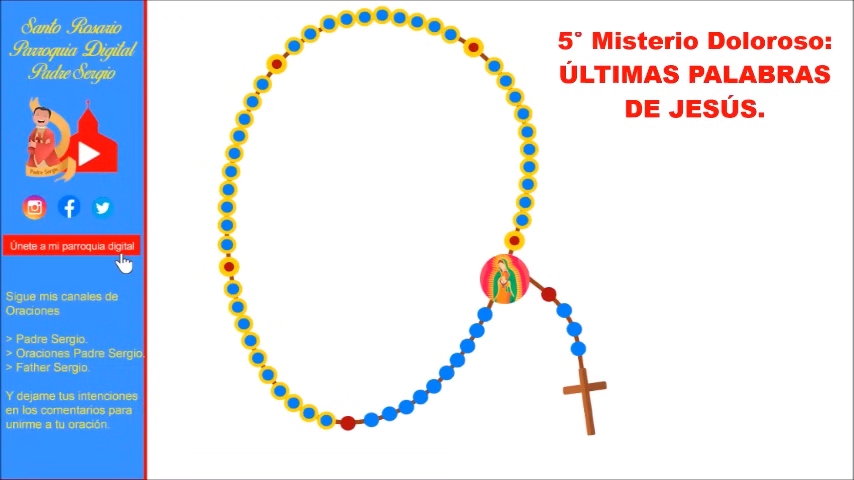 Santo Rosario
Parroquia Digital
Padre Sergio
Padre Sergio
Únete a mi parroquia digital
Sigue mis canales de
Oraciones
> Padre Sergio.
> Oraciones Padre Sergio.
> Father Sergio.
Y dejame tus intenciones
en los comentarios para
unirme a tu oración.
5° Misterio Doloroso:
ÚLTIMAS PALABRAS
DE JESÚS.